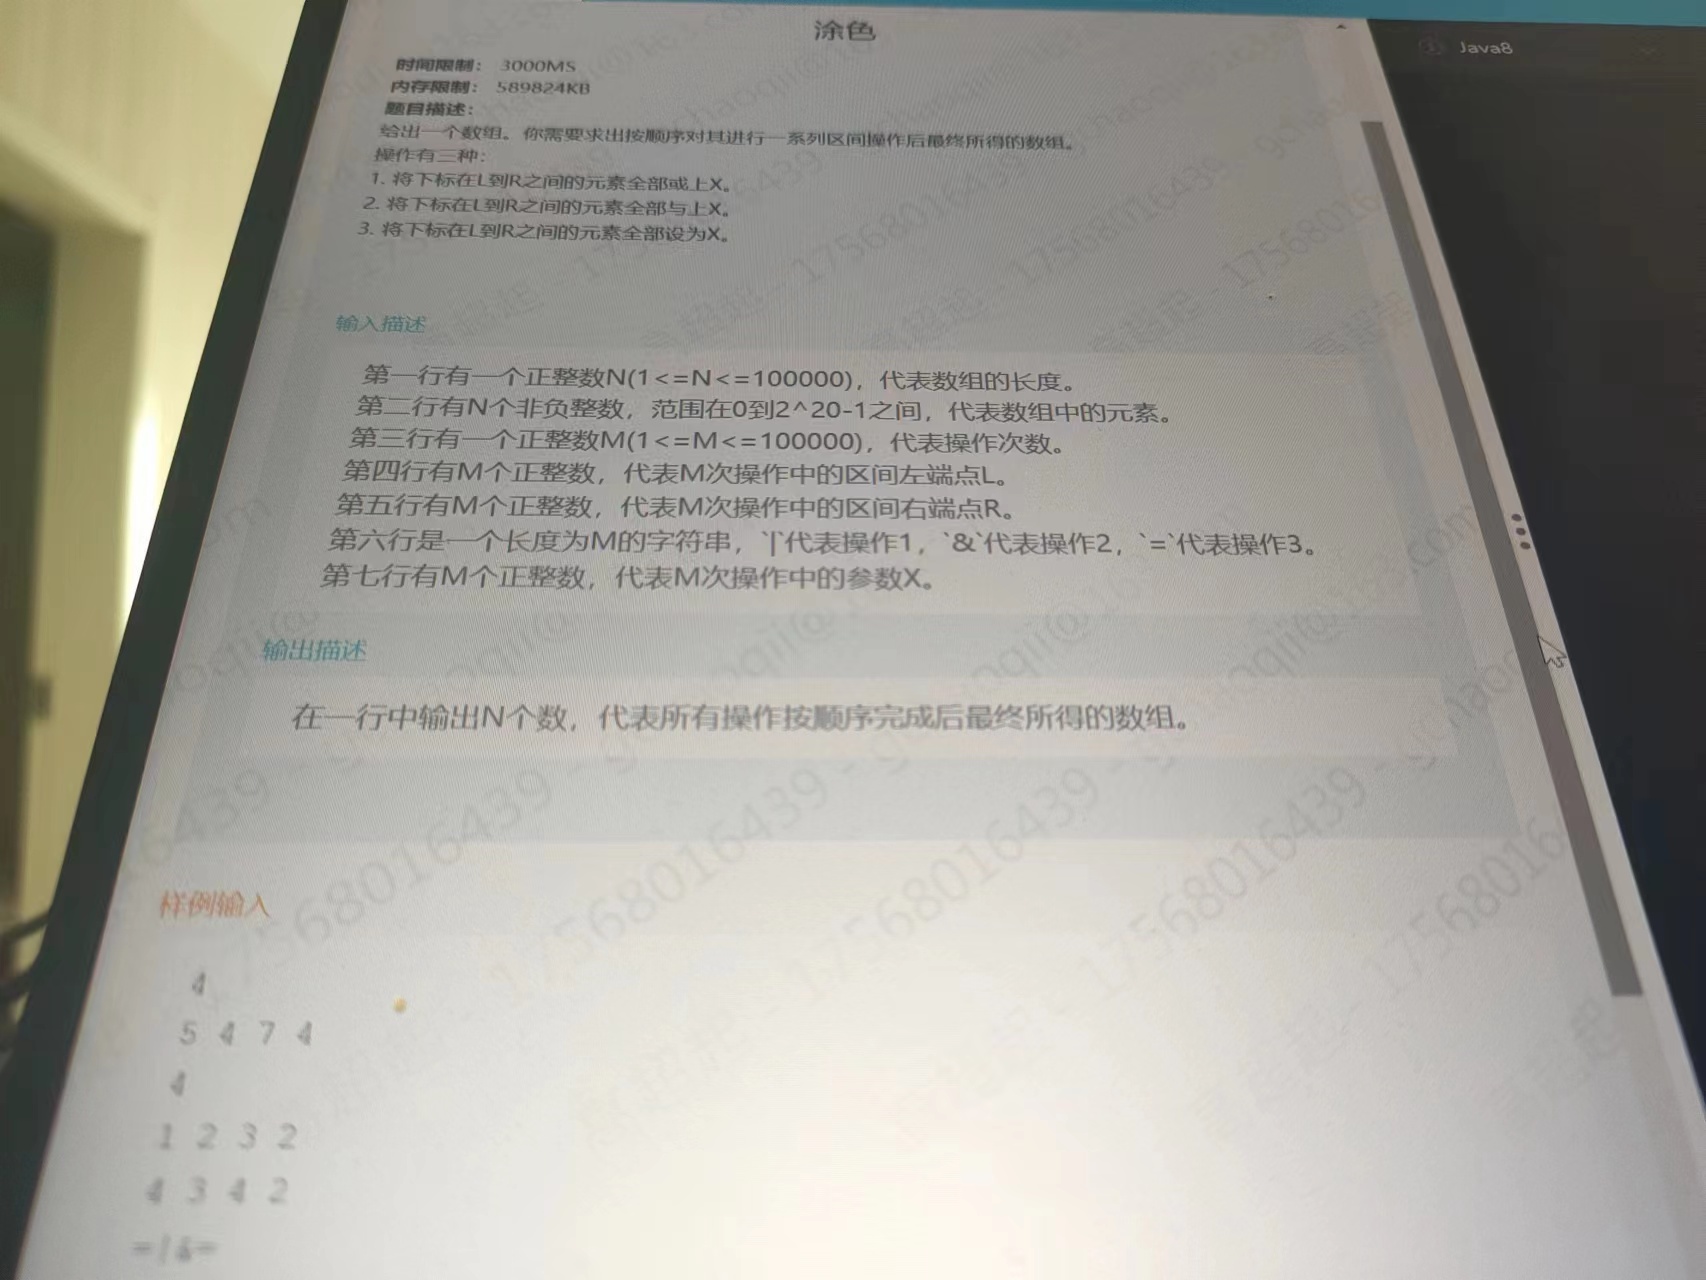 涂色
Java8
时间限制： 3000MS
内存限制： 589824KB
题目描述：
给出一个数组。你需要求出按顺序对其进行一系列区间操作后最终所得的数组。
操作有三种：
1. 将下标在L到R之间的元素全部或上X。
2. 将下标在L到R之间的元素全部与上X。
3. 将下标在L到R之间的元素全部设为X。
输入描述
第一行有一个正整数N(1<=N<=100000)，代表数组的长度。
第二行有N个非负整数，范围在0到2^20-1之间，代表数组中的元素。
第三行有一个正整数M(1<=M<=100000)，代表操作次数。
第四行有M个正整数，代表M次操作中的区间左端点L。
第五行有M个正整数，代表M次操作中的区间右端点R。
第六行是一个长度为M的字符串，`|`代表操作1，`&`代表操作2，`=`代表操作3。
第七行有M个正整数，代表M次操作中的参数X。
输出描述
在一行中输出N个数，代表所有操作按顺序完成后最终所得的数组。
样例输入
4
5 4 7 4
4
1 2 3 2
4 3 4 2
=|&=